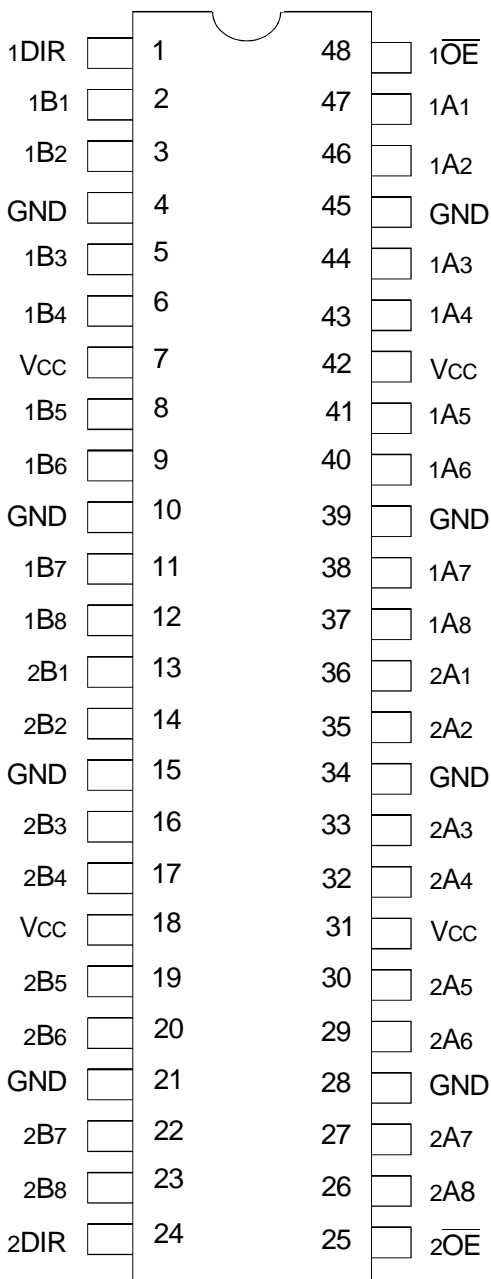 1DIR 1 48 1O̅E̅
1B1 2 47 1A1
1B2 3 46 1A2
GND 4 45 GND
1B3 5 44 1A3
1B4 6 43 1A4
VCC 7 42 VCC
1B5 8 41 1A5
1B6 9 40 1A6
GND 10 39 GND
1B7 11 38 1A7
1B8 12 37 1A8
2B1 13 36 2A1
2B2 14 35 2A2
GND 15 34 GND
2B3 16 33 2A3
2B4 17 32 2A4
VCC 18 31 VCC
2B5 19 30 2A5
2B6 20 29 2A6
GND 21 28 GND
2B7 22 27 2A7
2B8 23 26 2A8
2DIR 24 25 2O̅E̅